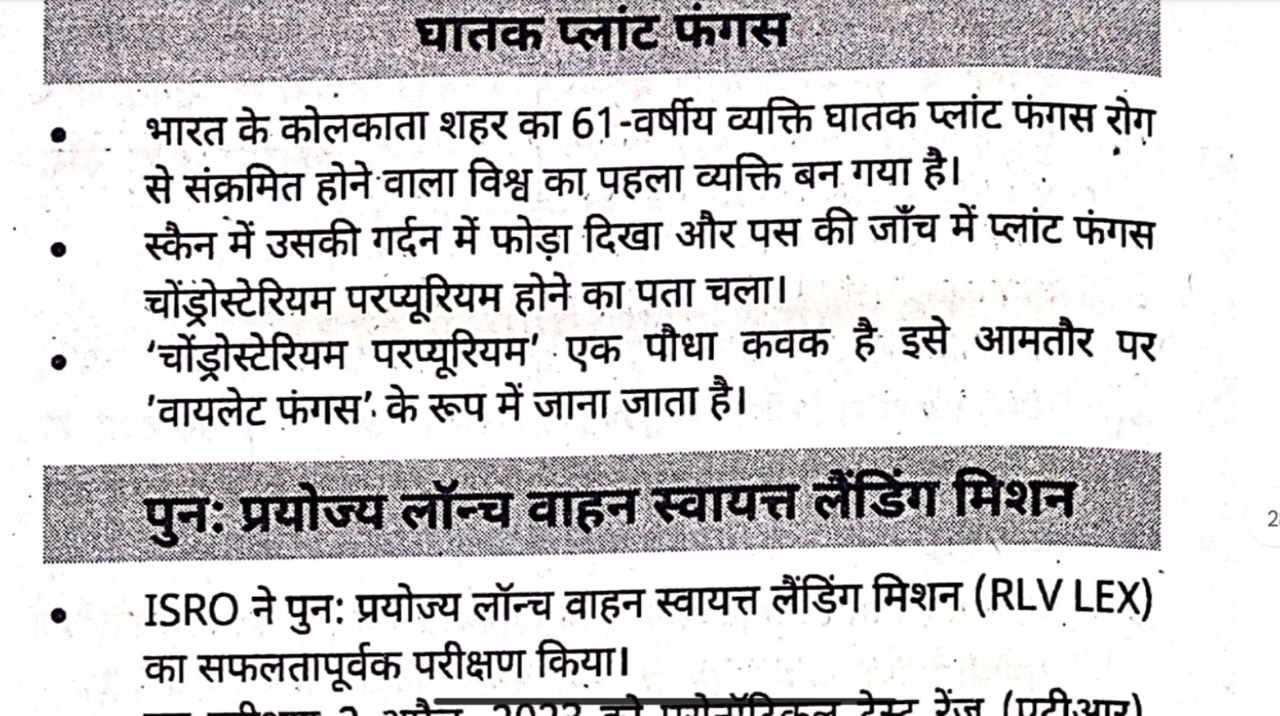 घातक प्लांट फंगस
• भारत के कोलकाता शहर का 61-वर्षीय व्यक्ति घातक प्लांट फंगस रोग
से संक्रमित होने वाला विश्व का पहला व्यक्ति बन गया है।
• स्कैन में उसकी गर्दन में फोड़ा दिखा और पस की जाँच में प्लांट फंगस
चोंड्रोस्टेरियम परप्यूरियम होने का पता चला।
• ‘चोंड्रोस्टेरियम परप्यूरियम’ एक पौधा कवक है इसे आमतौर पर
’वायलेट फंगस’ के रूप में जाना जाता है।
पुन: प्रयोज्य लॉन्च वाहन स्वायत्त लैंडिंग मिशन
• ISRO ने पुन: प्रयोज्य लॉन्च वाहन स्वायत्त लैंडिंग मिशन (RLV LEX)
का सफलतापूर्वक परीक्षण किया।